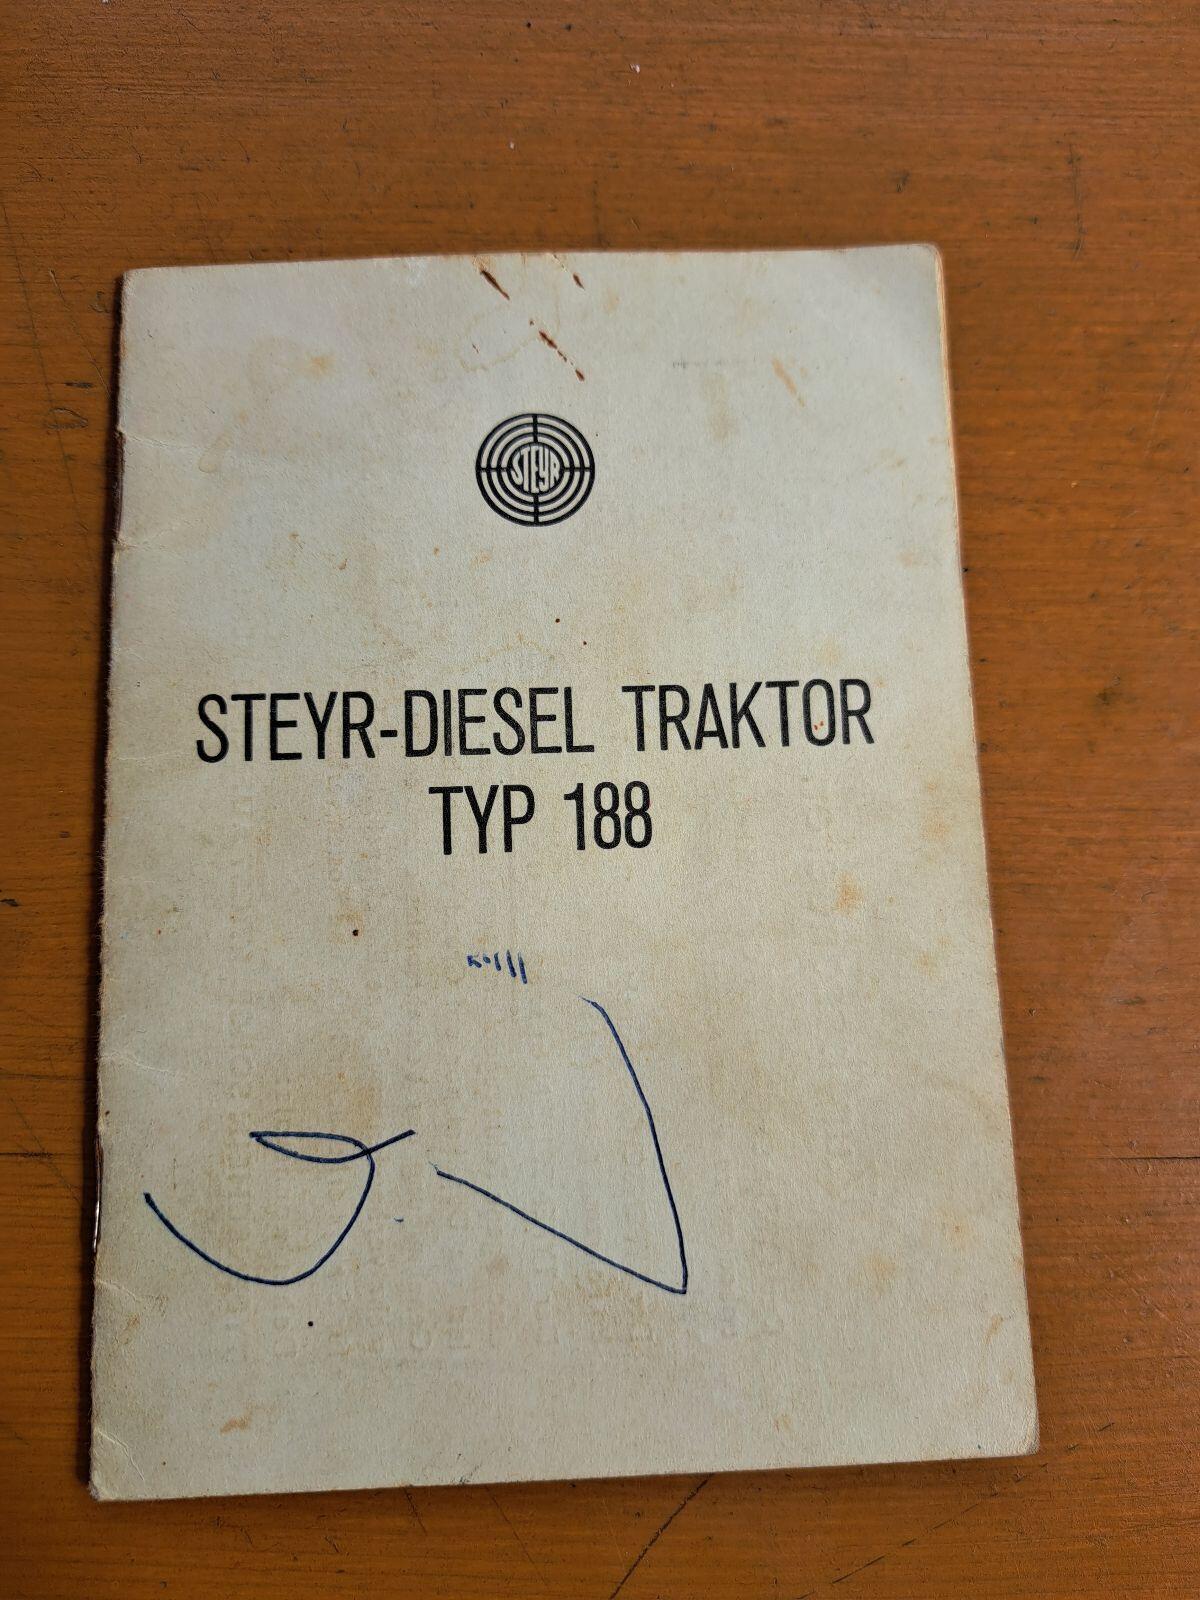 STEYR
STEYR-DIESEL TRAKTOR
TYP 188